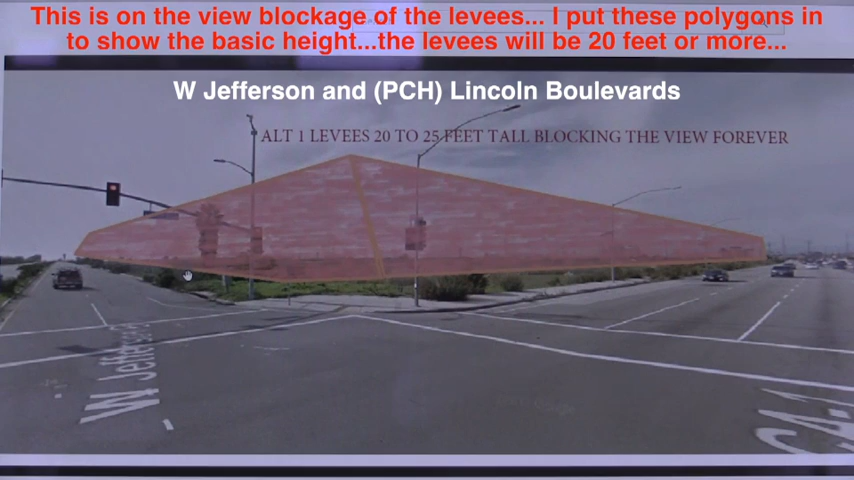 This is on the view blockage of the levees... I put these polygons in
to show the basic height...the levees will be 20 feet or more...
W Jefferson and (PCH) Lincoln Boulevards
ALT 1 LEVEES 20 TO 25 FEET TALL BLOCKING THE VIEW FOREVER
W Jefferson B
CA-1